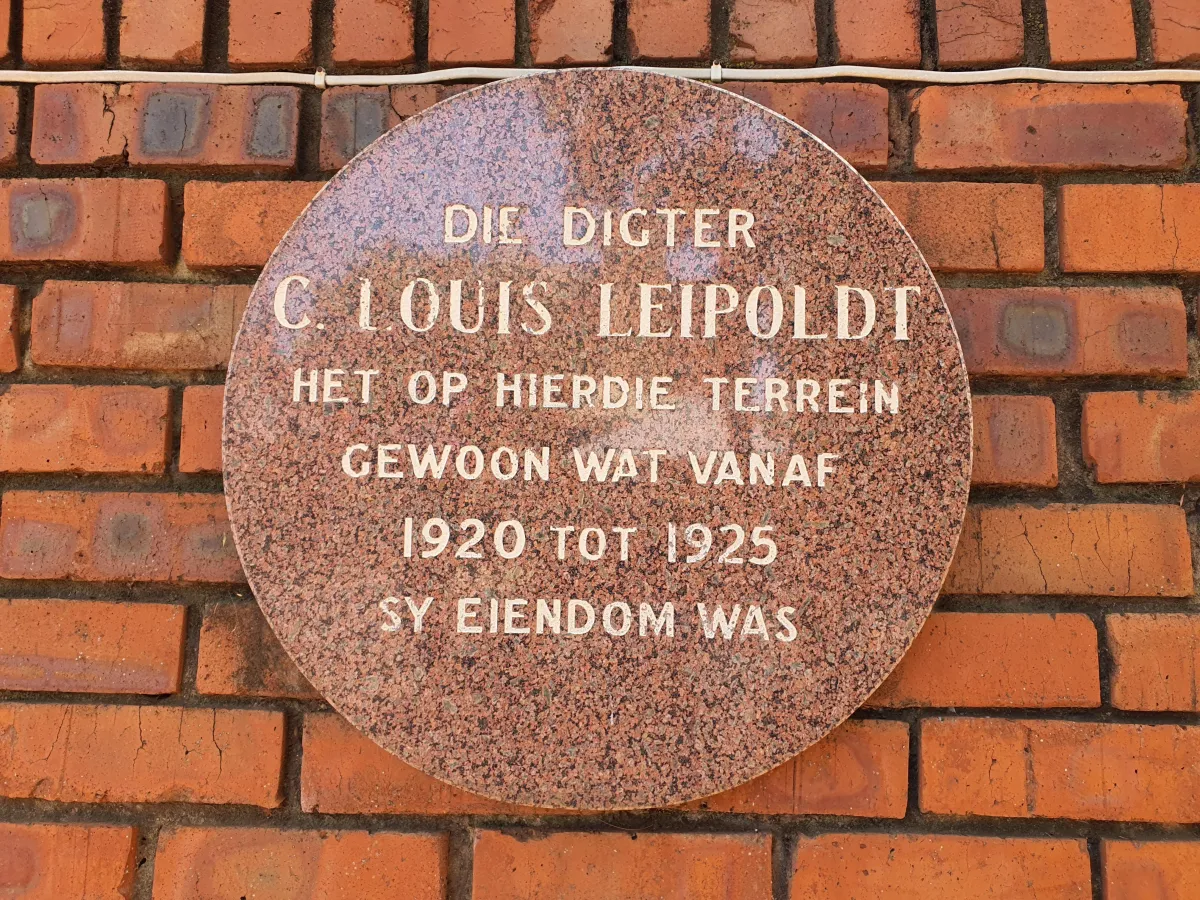 DIE DIGTER
C. LOUIS LEIPOLDT
HET OP HIERDIE TERREIN
GEWOON WAT VANAF
1920 TOT 1925
SY EIENDOM WAS